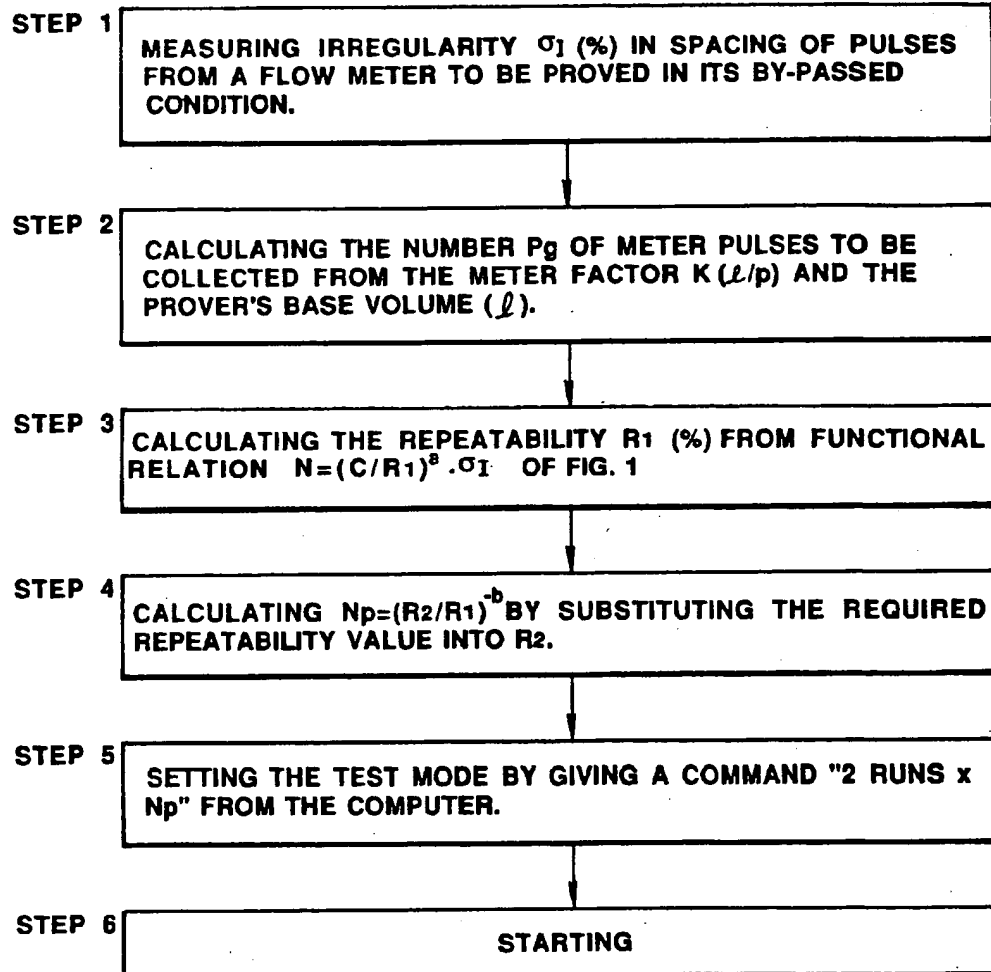 STEP 1
MEASURING IRREGULARITY σI (%) IN SPACING OF PULSES
FROM A FLOW METER TO BE PROVED IN ITS BY-PASSED
CONDITION.
STEP 2
CALCULATING THE NUMBER Pg OF METER PULSES TO BE
COLLECTED FROM THE METER FACTOR K (ℓ/p) AND THE
PROVER'S BASE VOLUME (ℓ).
STEP 3
CALCULATING THE REPEATABILITY R1 (%) FROM FUNCTIONAL
RELATION N=(C/R1)^a ·σI OF FIG. 1
STEP 4
CALCULATING Np=(R2/R1)^-b BY SUBSTITUTING THE REQUIRED
REPEATABILITY VALUE INTO R2.
STEP 5
SETTING THE TEST MODE BY GIVING A COMMAND "2 RUNS x
Np" FROM THE COMPUTER.
STEP 6
STARTING